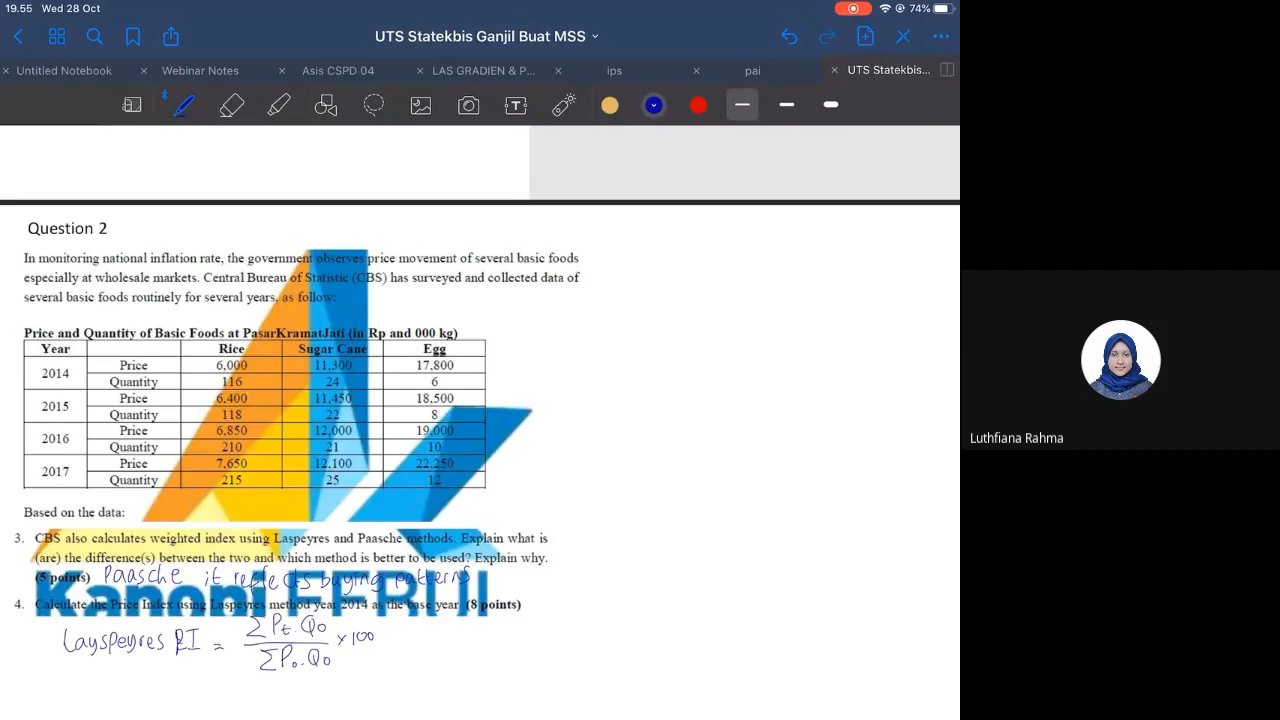 19.55 Wed 28 Oct 74%
UTS Statekbis Ganjil Buat MSS
Untitled Notebook Webinar Notes Asis CSPD 04 LAS GRADIEN & P... ips pai UTS Statekbis...
Question 2
In monitoring national inflation rate, the government observes price movement of several basic foods
especially at wholesale markets. Central Bureau of Statistic (CBS) has surveyed and collected data of
several basic foods routinely for several years, as follow:
Price and Quantity of Basic Foods at PasarKramatJati (in Rp and 000 kg)
Year Rice Sugar Cane Egg
2014 Price 6,000 11,300 17,800
Quantity 116 24 6
2015 Price 6,400 11,450 18,500
Quantity 118 22 8
2016 Price 6,850 12,000 19,000
Quantity 210 21 10
2017 Price 7,650 12,100 22,250
Quantity 215 25 12
Based on the data:
3. CBS also calculates weighted index using Laspeyres and Paasche methods. Explain what is
(are) the difference(s) between the two and which method is better to be used? Explain why.
(5 points) Paasche it reflects buying patterns
Kanopi FEBUI
4. Calculate the Price Index using Laspeyres method year 2014 as the base year. (8 points)
Layspeyres PI = ΣPt.Q0 / ΣP0.Q0 × 100
Luthfiana Rahma